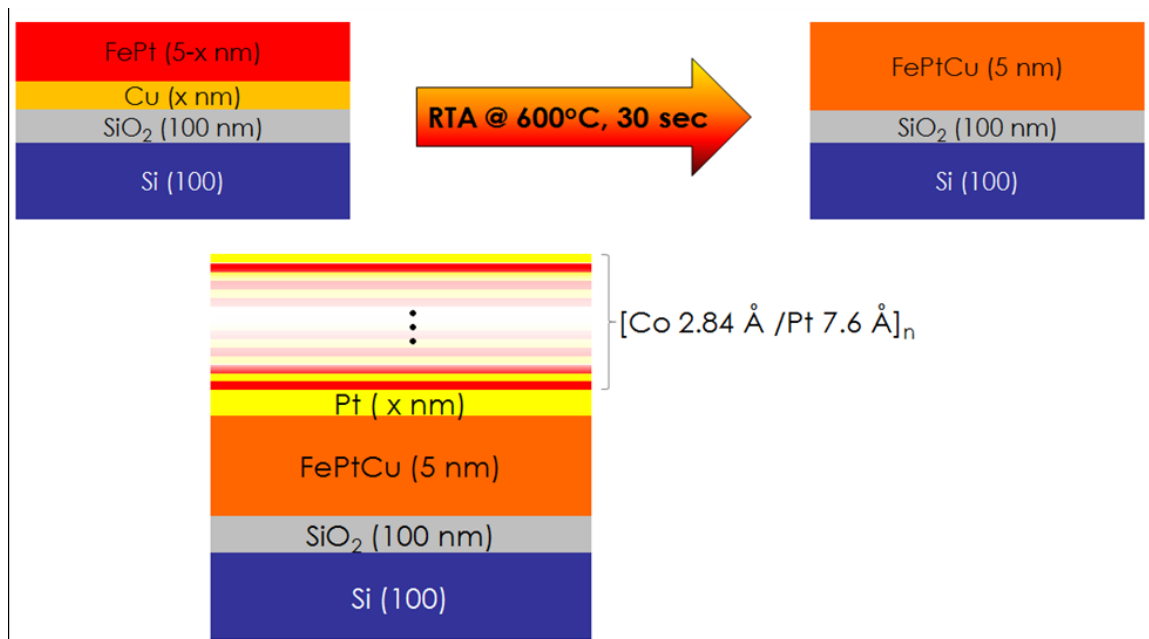 FePt (5-x nm)
Cu (x nm)
SiO₂ (100 nm)
Si (100)
RTA @ 600°C, 30 sec
FePtCu (5 nm)
SiO₂ (100 nm)
Si (100)
[Co 2.84 Å /Pt 7.6 Å]ₙ
Pt ( x nm)
FePtCu (5 nm)
SiO₂ (100 nm)
Si (100)